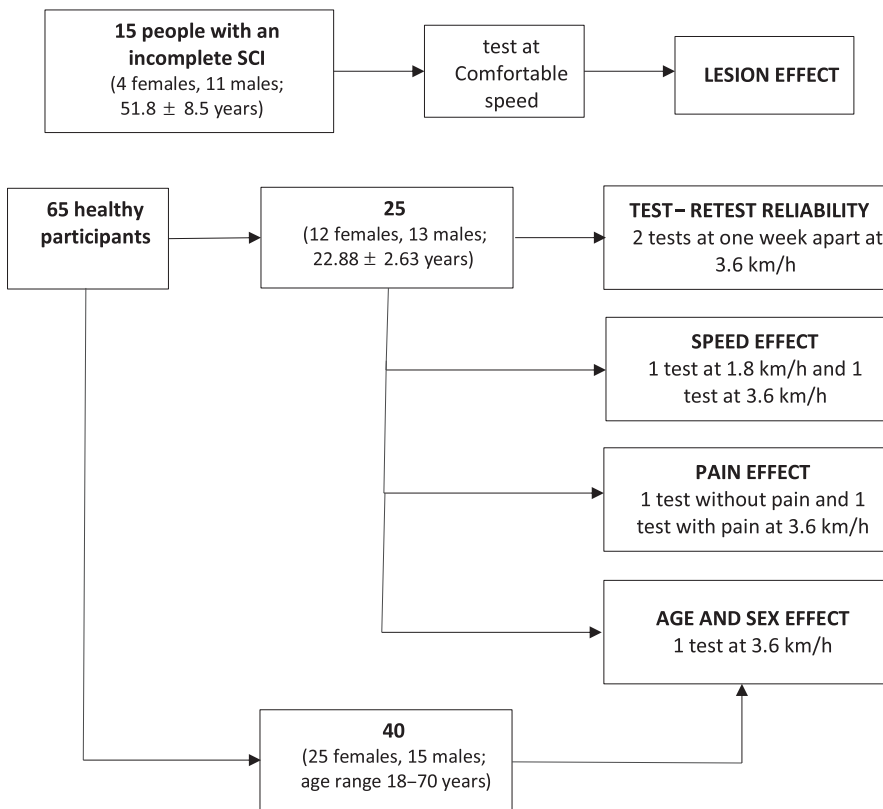 15 people with an
incomplete SCI
(4 females, 11 males;
51.8 ± 8.5 years)
test at
Comfortable
speed
LESION EFFECT
65 healthy
participants
25
(12 females, 13 males;
22.88 ± 2.63 years)
TEST–RETEST RELIABILITY
2 tests at one week apart at
3.6 km/h
SPEED EFFECT
1 test at 1.8 km/h and 1
test at 3.6 km/h
PAIN EFFECT
1 test without pain and 1
test with pain at 3.6 km/h
AGE AND SEX EFFECT
1 test at 3.6 km/h
40
(25 females, 15 males;
age range 18–70 years)